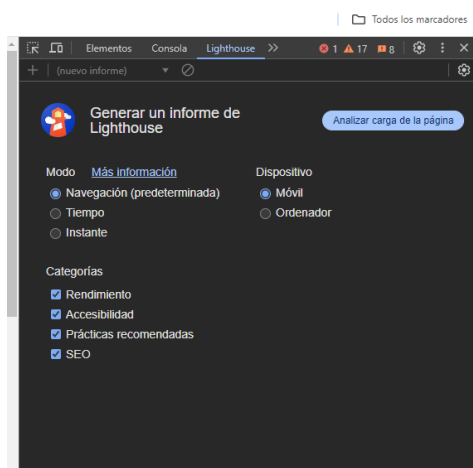 Todos los marcadores
Elementos Consola Lighthouse 1 17 8
(nuevo informe)
Generar un informe de
Lighthouse
Analizar carga de la página
Modo Más información Dispositivo
Navegación (predeterminada) Móvil
Tiempo Ordenador
Instante
Categorías
Rendimiento
Accesibilidad
Prácticas recomendadas
SEO